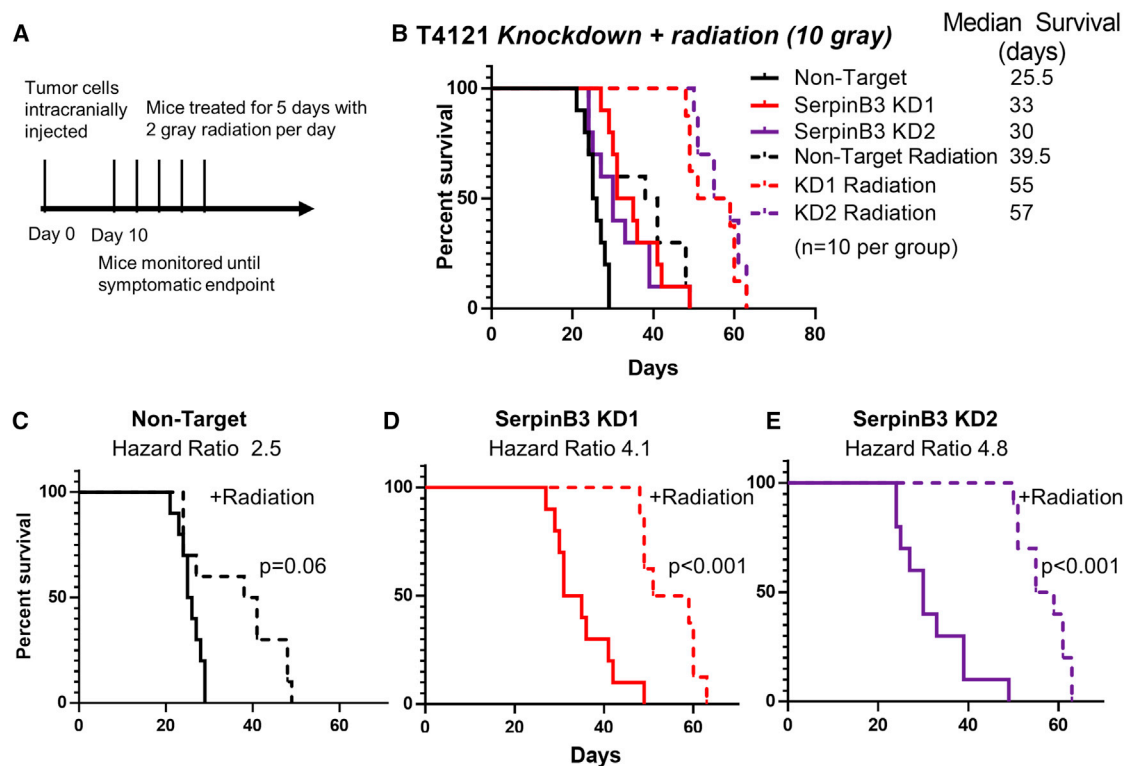 A
Tumor cells
intracranially
injected
Mice treated for 5 days with
2 gray radiation per day
Day 0
Day 10
Mice monitored until
symptomatic endpoint
B T4121 Knockdown + radiation (10 gray)
Median Survival
(days)
Percent survival
100
50
0
0 20 40 60 80
Days
Non-Target 25.5
SerpinB3 KD1 33
SerpinB3 KD2 30
Non-Target Radiation 39.5
KD1 Radiation 55
KD2 Radiation 57
(n=10 per group)
C Non-Target
Hazard Ratio 2.5
Percent survival
100
50
0
+Radiation
p=0.06
0 20 40 60
D SerpinB3 KD1
Hazard Ratio 4.1
100
50
0
+Radiation
p<0.001
0 20 40 60
Days
E SerpinB3 KD2
Hazard Ratio 4.8
100
50
0
+Radiation
p<0.001
0 20 40 60